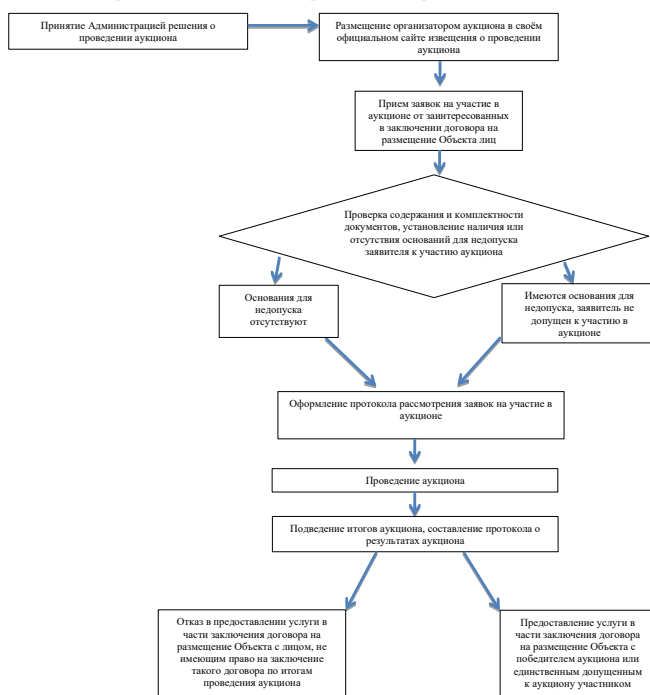 Принятие Администрацией решения о
проведении аукциона
Размещение организатором аукциона в своём
официальном сайте извещения о проведении
аукциона
Прием заявок на участие в
аукционе от заинтересованных
в заключении договора на
размещение Объекта лиц
Проверка содержания и комплектности
документов, установление наличия или
отсутствия оснований для недопуска
заявителя к участию аукциона
Основания для
недопуска
отсутствуют
Имеются основания для
недопуска, заявитель не
допущен к участию в
аукционе
Оформление протокола рассмотрения заявок на участие в
аукционе
Проведение аукциона
Подведение итогов аукциона, составление протокола о
результатах аукциона
Отказ в предоставлении услуги в
части заключения договора на
размещение Объекта с лицом, не
имеющим право на заключение
такого договора по итогам
проведения аукциона
Предоставление услуги в
части заключения договора
на размещение Объекта с
победителем аукциона или
единственным допущенным
к аукциону участником